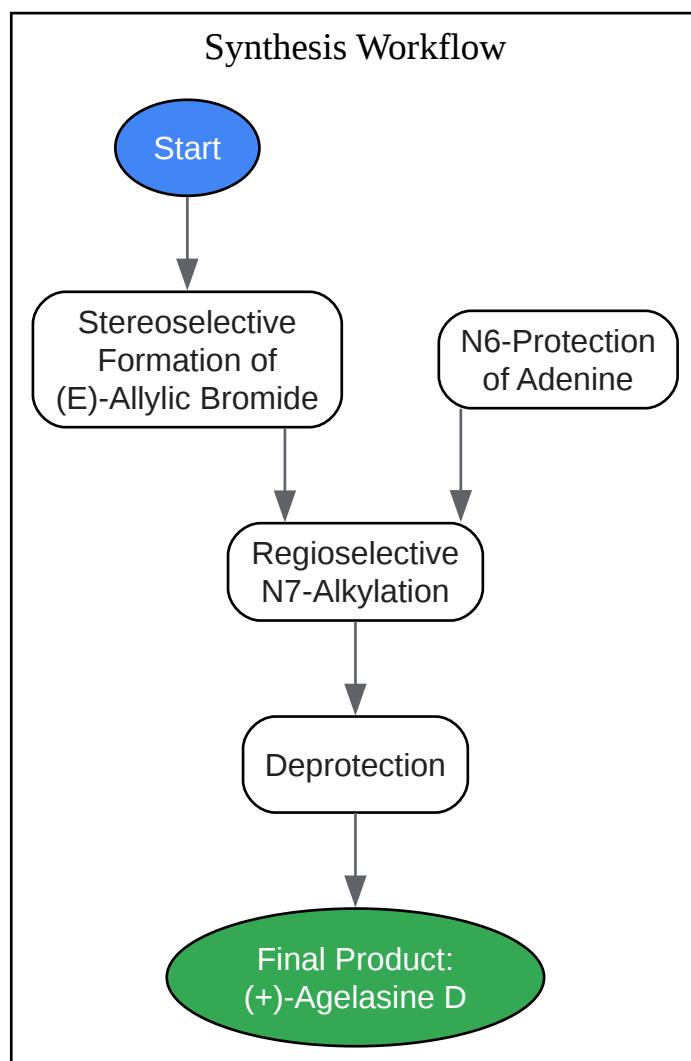 Synthesis Workflow
Start
Stereoselective
Formation of
(E)-Allylic Bromide
N6-Protection
of Adenine
Regioselective
N7-Alkylation
Deprotection
Final Product:
(+)-Agelasine D